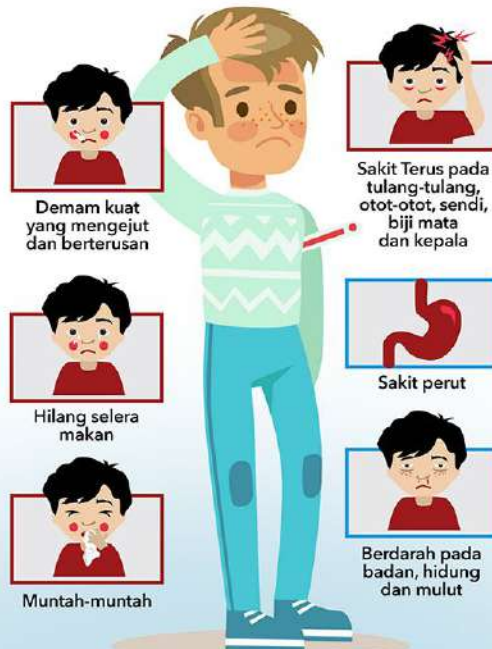 Demam kuat
yang mengejut
dan berterusan
Hilang selera
makan
Muntah-muntah
Sakit Terus pada
tulang-tulang,
otot-otot, sendi,
biji mata
dan kepala
Sakit perut
Berdarah pada
badan, hidung
dan mulut